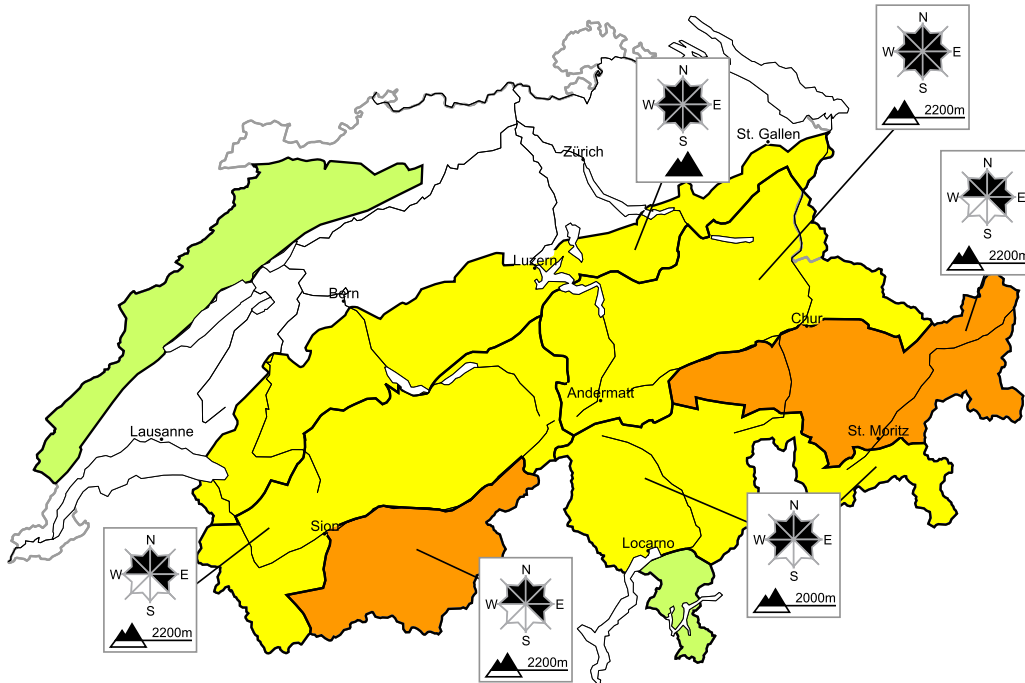 N
W E
S
2200m
N
W E
S
St. Gallen
Zürich
N
W E
S
2200m
Luzern
Bern
Chur
Andermatt
Lausanne
St. Moritz
N
W E
S
2000m
Sion
Locarno
N
W E
S
2200m
N
W E
S
2200m